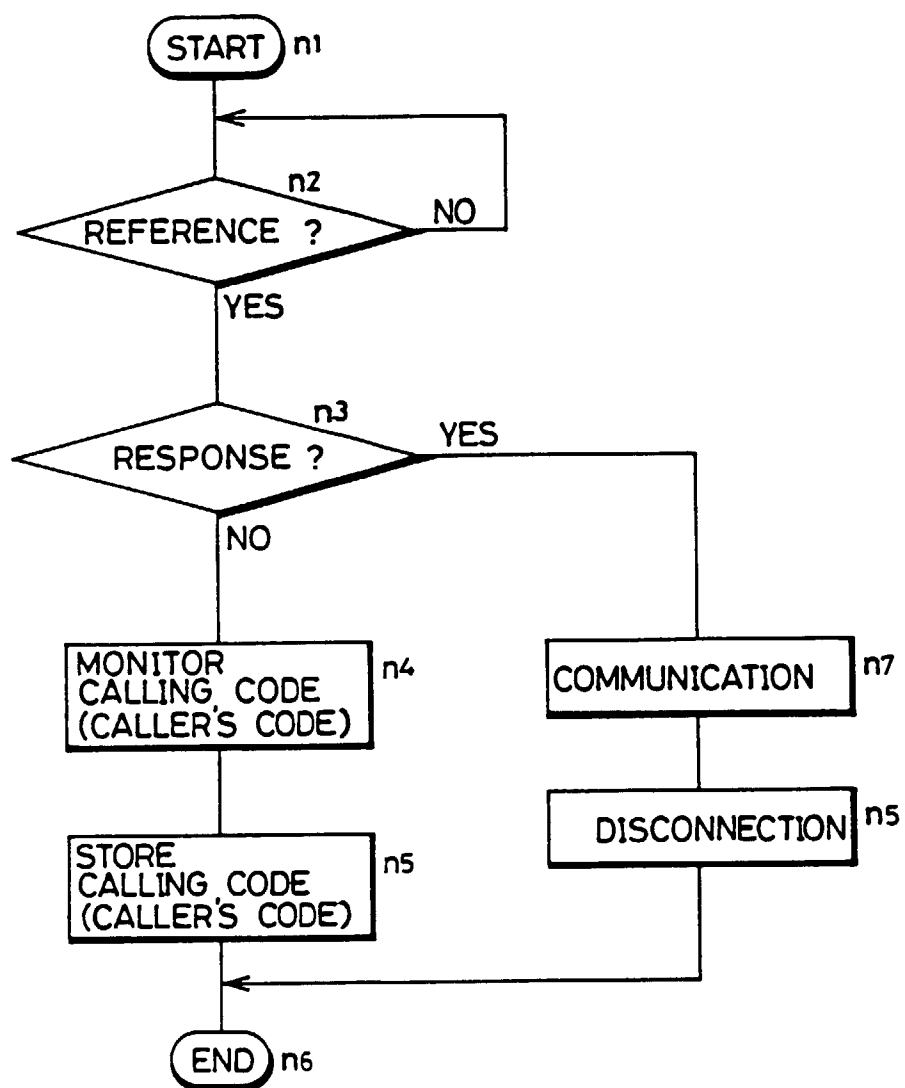 START n1
n2
REFERENCE ?
NO
YES
n3
RESPONSE ?
YES
NO
MONITOR
CALLING CODE
(CALLER'S CODE)
n4
COMMUNICATION
n7
STORE
CALLING CODE
(CALLER'S CODE)
n5
DISCONNECTION
n5
END n6